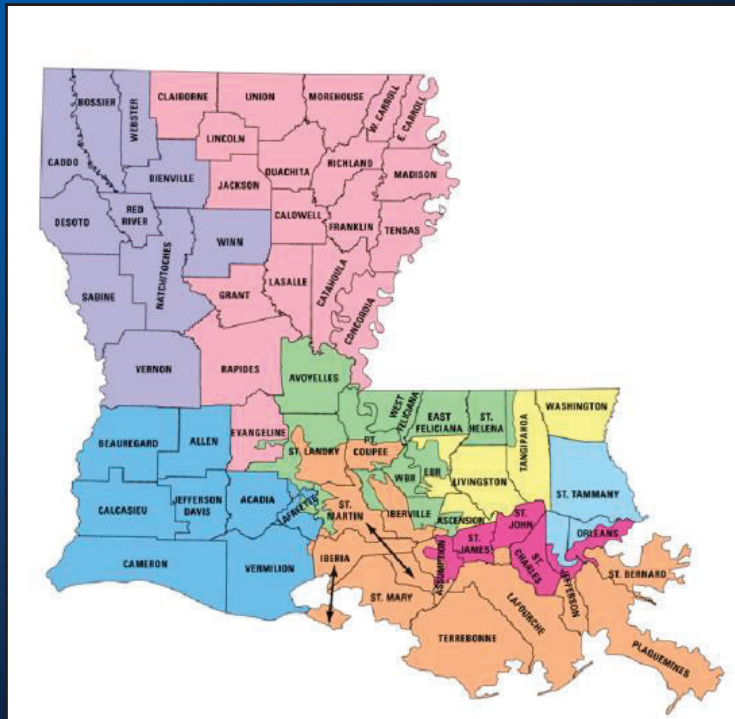 CLAIBORNE
UNION
MOREHOUSE
W. CARROLL
E. CARROLL
BOSSIER
WEBSTER
CADDO
LINCOLN
OUACHITA
RICHLAND
MADISON
BIENVILLE
JACKSON
DESOTO
RED
RIVER
CALDWELL
FRANKLIN
TENSAS
WINN
NATCHITOCHES
SABINE
GRANT
LASALLE
CATAHOULA
CONCORDIA
VERNON
RAPIDES
AVOYELLES
WEST
FELICIANA
EAST
FELICIANA
ST.
HELENA
TANGIPAHOA
WASHINGTON
BEAUREGARD
ALLEN
EVANGELINE
ST. LANDRY
PT.
COUPEE
WBR
EBR
LIVINGSTON
ST. TAMMANY
CALCASIEU
JEFFERSON
DAVIS
ACADIA
LAFAYETTE
ST.
MARTIN
IBERVILLE
ASCENSION
ST.
JOHN
ORLEANS
CAMERON
VERMILION
IBERIA
ASSUMPTION
ST.
JAMES
ST.
CHARLES
JEFFERSON
ST. BERNARD
ST. MARY
LAFOURCHE
TERREBONNE
PLAQUEMINES